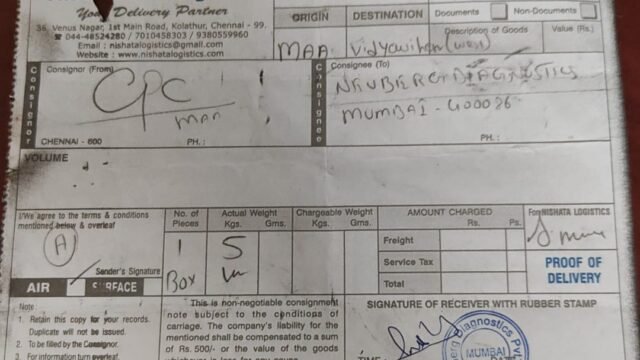 Your Delivery Partner
36, Venus Nagar, 1st Main Road, Kolathur, Chennai - 99.
☎ 044-48524280 / 7010458303 / 9380559960
Email : nishatalogistics@gmail.com
Website : www.nishatalogistics.com
ORIGIN
DESTINATION
Documents
Non-Documents
Description of Goods
Value (Rs.)
MAA
Vidyavihar (west)
Consignor
Consignor (From)
CPC
MAA
CHENNAI - 600
PH.:
Consignee
Consignee (To)
NEUBERG DIAGNOSTICS
MUMBAI - 400086
PH.:
VOLUME
I/We agree to the terms & conditions
mentioned below & overleaf
A
Sender's Signature
AIR
SURFACE
No. of
Pieces
1
Box
Actual Weight
Kgs.
Gms.
5
Chargeable Weight
Kgs.
Gms.
AMOUNT CHARGED
Rs.
Ps.
Freight
Service Tax
Total
For NISHATA LOGISTICS
PROOF OF
DELIVERY
Note:
1. Retain this copy for your records.
Duplicate will not be issued.
2. To be filled by the Consignor.
3. For information turn overleaf
This is non-negotiable consignment
note subject to the conditions of
carriage. The company's liability for the
mentioned shall be compensated to a
sum of Rs.500/- or the value of the goods
SIGNATURE OF RECEIVER WITH RUBBER STAMP
TIME
DATE
Diagnostics Pvt.
MUMBAI